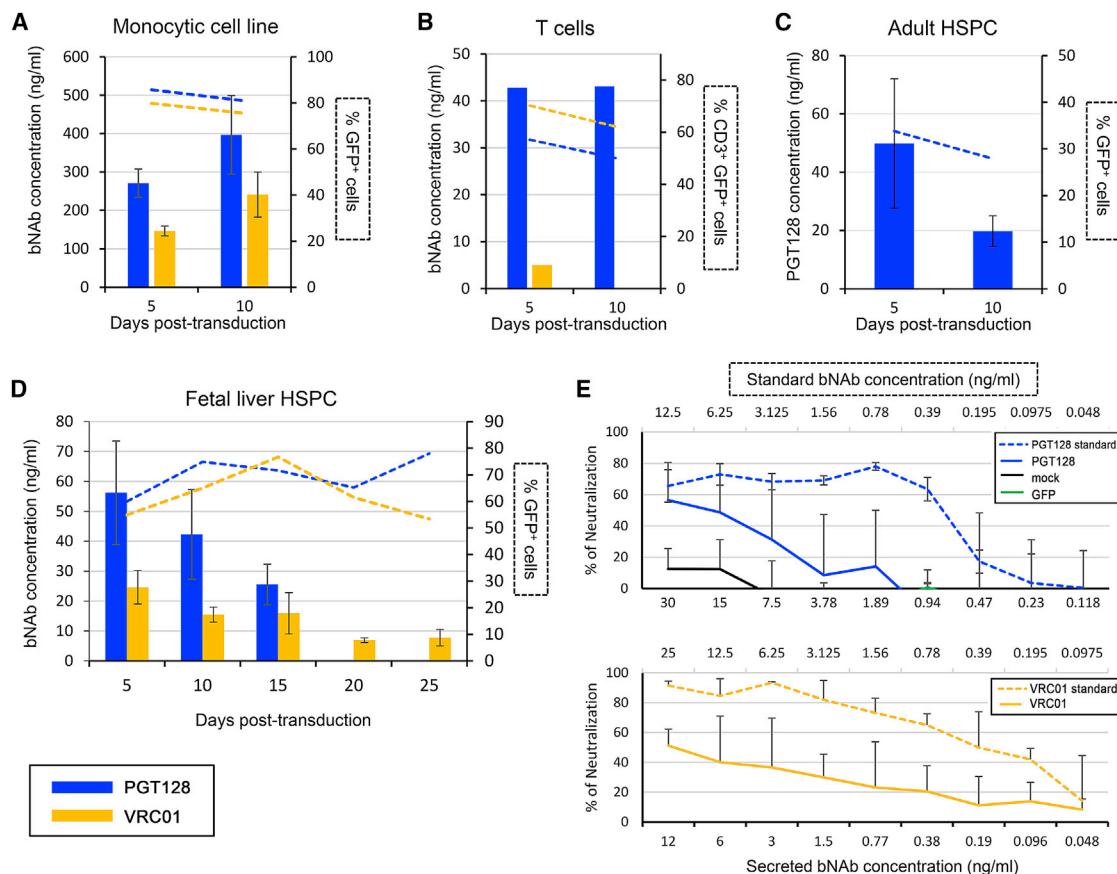 A
Monocytic cell line
bNAb concentration (ng/ml)
600
500
400
300
200
100
0
100
80
60
40
20
0
% GFP+ cells
5 10
Days post-transduction
B
T cells
bNAb concentration (ng/ml)
50
40
30
20
10
0
80
60
40
20
0
% CD3+ GFP+ cells
5 10
Days post-transduction
C
Adult HSPC
PGT128 concentration (ng/ml)
80
60
40
20
0
50
40
30
20
10
0
% GFP+ cells
5 10
Days post-transduction
D
Fetal liver HSPC
bNAb concentration (ng/ml)
80
70
60
50
40
30
20
10
0
90
80
70
60
50
40
30
20
10
0
% GFP+ cells
5 10 15 20 25
Days post-transduction
PGT128
VRC01
E
Standard bNAb concentration (ng/ml)
12.5 6.25 3.125 1.56 0.78 0.39 0.195 0.0975 0.048
% of Neutralization
100
80
60
40
20
0
PGT128 standard
PGT128
mock
GFP
30 15 7.5 3.78 1.89 0.94 0.47 0.23 0.118
25 12.5 6.25 3.125 1.56 0.78 0.39 0.195 0.0975
% of Neutralization
100
80
60
40
20
0
VRC01 standard
VRC01
12 6 3 1.5 0.77 0.38 0.19 0.096 0.048
Secreted bNAb concentration (ng/ml)